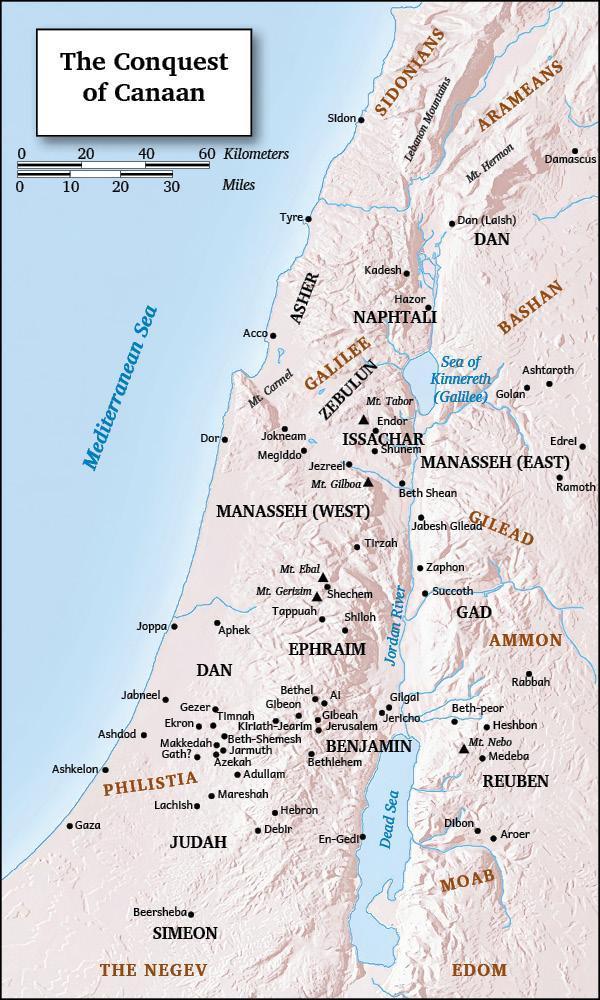 The Conquest
of Canaan
0 20 40 60 Kilometers
0 10 20 30 Miles
SIDONIANS
ARAMEANS
Lebanon Mountains
Sidon
Mt. Hermon
Damascus
Tyre
Dan (Laish)
DAN
Kadesh
ASHER
Hazor
NAPHTALI
BASHAN
Mediterranean Sea
Acco
GALILEE
Sea of
Kinnereth
(Galilee)
Ashtaroth
Golan
Mt. Carmel
ZEBULUN
Mt. Tabor
Endor
Dor
Jokneam
ISSACHAR
Edrei
Megiddo
Shunem
Jezreel
MANASSEH (EAST)
Mt. Gilboa
Ramoth
Beth Shean
MANASSEH (WEST)
Jabesh Gilead
GILEAD
Tirzah
Mt. Ebal
Zaphon
Mt. Gerizim
Shechem
Succoth
Tappuah
GAD
Shiloh
Joppa
Aphek
Jordan River
EPHRAIM
AMMON
DAN
Rabbah
Jabneel
Bethel
Ai
Gilgal
Gezer
Gibeon
Beth-peor
Timnah
Gibeah
Jericho
Ekron
Kiriath-Jearim
Jerusalem
Heshbon
Ashdod
Beth-Shemesh
Makkedah
BENJAMIN
Mt. Nebo
Jarmuth
Gath?
Medeba
Azekah
Bethlehem
Ashkelon
Adullam
PHILISTIA
REUBEN
Mareshah
Lachish
Hebron
Dead Sea
Gaza
Debir
Dibon
En-Gedi
Aroer
JUDAH
MOAB
Beersheba
SIMEON
THE NEGEV
EDOM